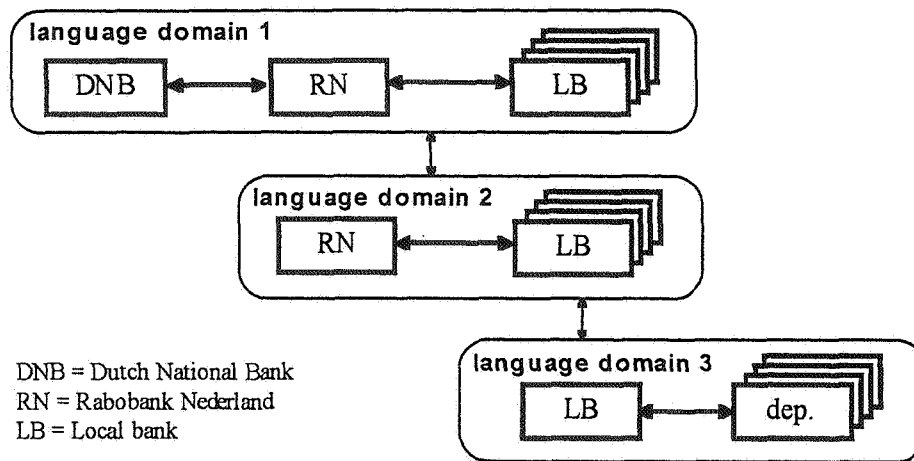 language domain 1
DNB
RN
LB
language domain 2
RN
LB
language domain 3
LB
dep.
DNB = Dutch National Bank
RN = Rabobank Nederland
LB = Local bank